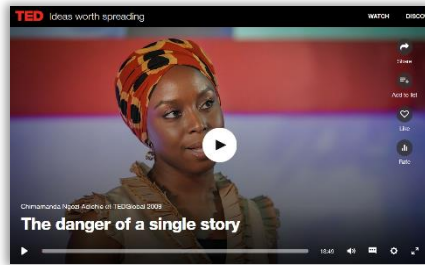 TED Ideas worth spreading
WATCH DISCOV
Share
Add to list
Like
Rate
Chimamanda Ngozi Adichie at TEDGlobal 2009
The danger of a single story
18:49